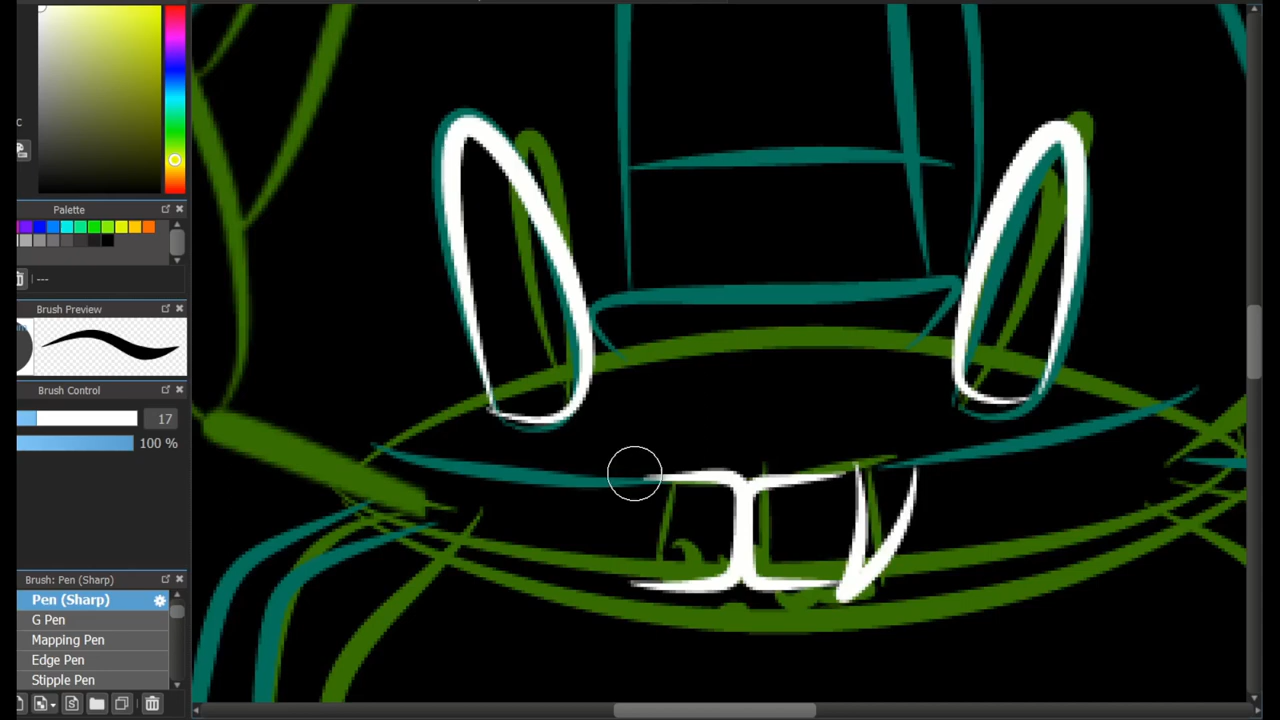 c
Palette
---
Brush Preview
Brush Control
17
100 %
Brush: Pen (Sharp)
Pen (Sharp)
G Pen
Mapping Pen
Edge Pen
Stipple Pen